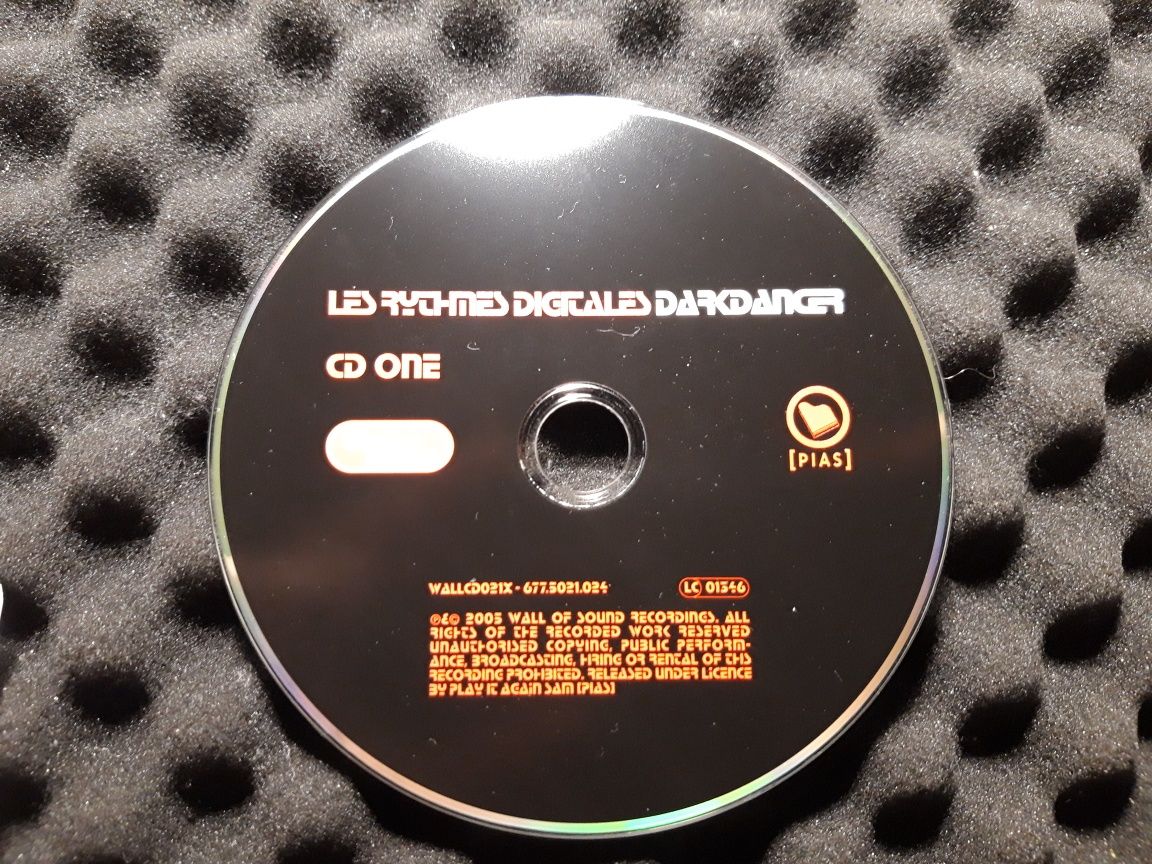 LES RYTHMES DIGITALES DARKDANCER
CD ONE
[PIAS]
WALLCD021X - 677.5021.024
LC 01346
℗&© 2005 WALL OF SOUND RECORDINGS. ALL
RIGHTS OF THE RECORDED WORK RESERVED
UNAUTHORISED COPYING, PUBLIC PERFORM-
ANCE, BROADCASTING, HIRING OR RENTAL OF THIS
RECORDING PROHIBITED. RELEASED UNDER LICENCE
BY PLAY IT AGAIN SAM [PIAS]